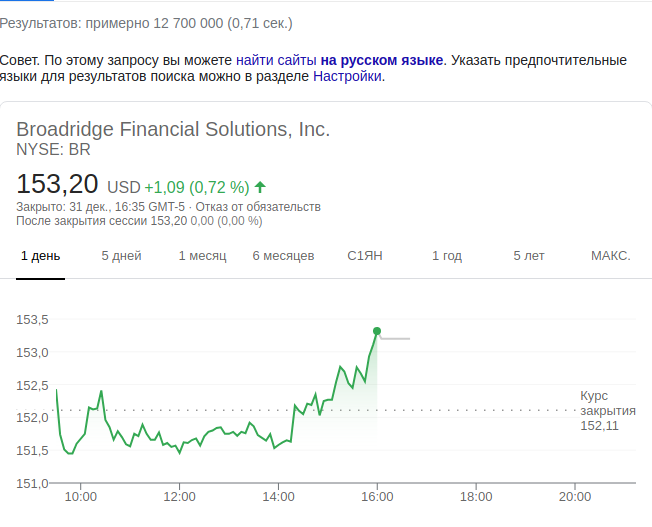 Результатов: примерно 12 700 000 (0,71 сек.)
Совет. По этому запросу вы можете найти сайты на русском языке. Указать предпочтительные
языки для результатов поиска можно в разделе Настройки.
Broadridge Financial Solutions, Inc.
NYSE: BR
153,20 USD +1,09 (0,72 %)
Закрыто: 31 дек., 16:35 GMT-5 · Отказ от обязательств
После закрытия сессии 153,20 0,00 (0,00 %)
1 день 5 дней 1 месяц 6 месяцев С1ЯН 1 год 5 лет МАКС.
153,5
153,0
152,5
152,0
151,5
151,0
Курс
закрытия
152,11
10:00 12:00 14:00 16:00 18:00 20:00